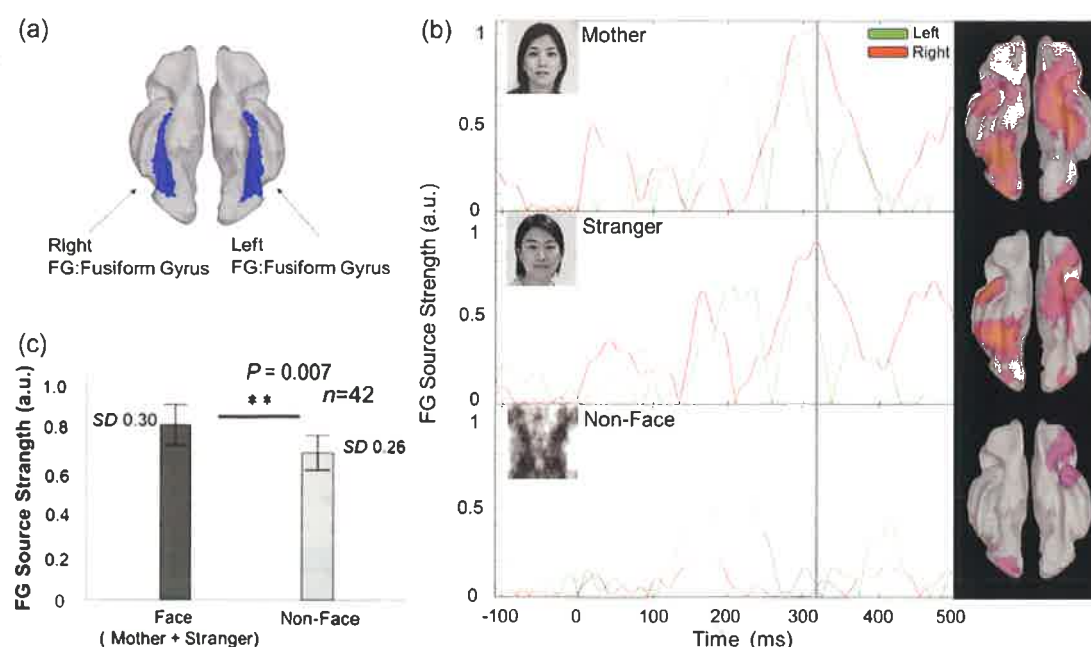 (a)
Right
FG:Fusiform Gyrus
Left
FG:Fusiform Gyrus
(b)
FG Source Strength (a.u.)
1
0.5
0
Mother
Left
Right
1
0.5
0
Stranger
1
0.5
0
Non-Face
-100
0
100
200
300
400
500
Time (ms)
(c)
FG Source Strangth (a.u.)
1.0
0.8
0.6
0.4
0.2
0
SD 0.30
P = 0.007
**
n=42
SD 0.26
Face
( Mother + Stranger)
Non-Face